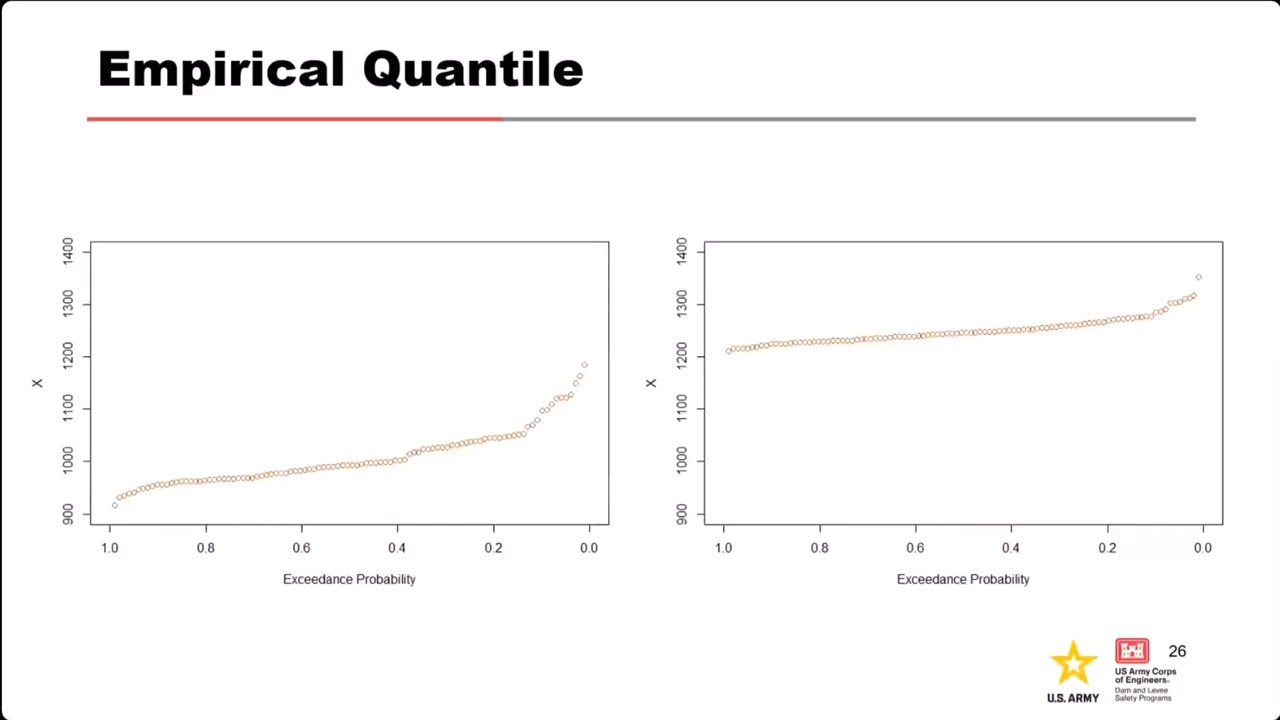 Empirical Quantile
1400
1300
1200
1100
1000
900
X
1.0 0.8 0.6 0.4 0.2 0.0
Exceedance Probability
1400
1300
1200
1100
1000
900
X
1.0 0.8 0.6 0.4 0.2 0.0
Exceedance Probability
U.S. ARMY
US Army Corps
of Engineers®
Dam and Levee
Safety Programs
26